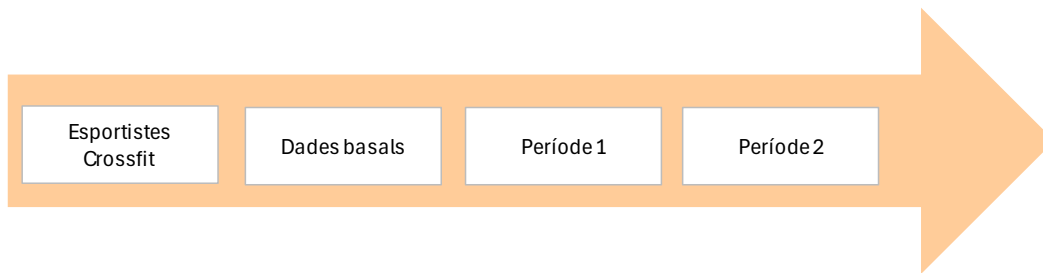 Esportistes
Crossfit
Dades basals
Període 1
Període 2